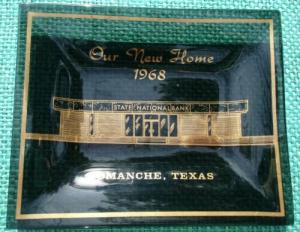 Our New Home
1968
STATE NATIONAL BANK
COMANCHE, TEXAS